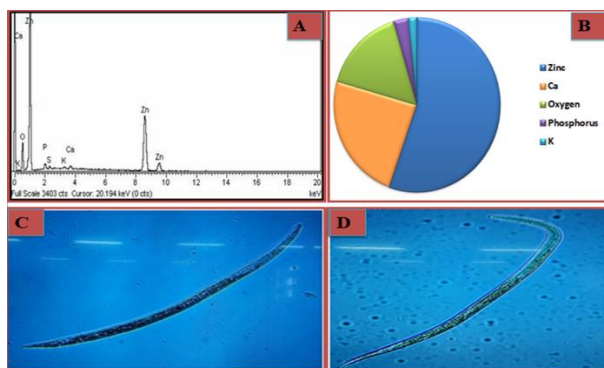 A
Zn
Ca
O
K
P
S
K
Ca
Zn
Zn
0 2 4 6 8 10 12 14 16 18 20
Full Scale 3403 cts Cursor: 20.194 keV (0 cts) keV
B
Zinc
Ca
Oxygen
Phosphorus
K
C
D